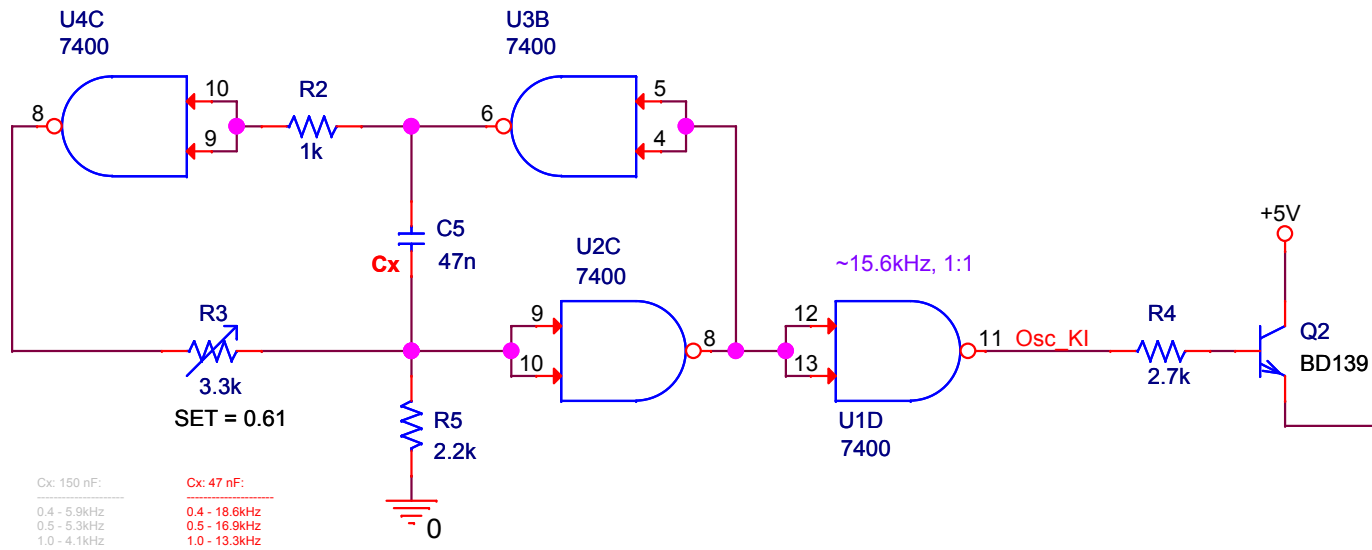 U4C
7400
U3B
7400
8
10
9
R2
1k
6
5
4
C5
47n
Cx
U2C
7400
~15.6kHz, 1:1
+5V
R3
3.3k
SET = 0.61
9
10
8
12
13
11
Osc_KI
R4
2.7k
Q2
BD139
R5
2.2k
U1D
7400
0
Cx: 150 nF:
----------------------
0.4 - 5.9kHz
0.5 - 5.3kHz
1.0 - 4.1kHz
Cx: 47 nF:
----------------------
0.4 - 18.6kHz
0.5 - 16.9kHz
1.0 - 13.3kHz